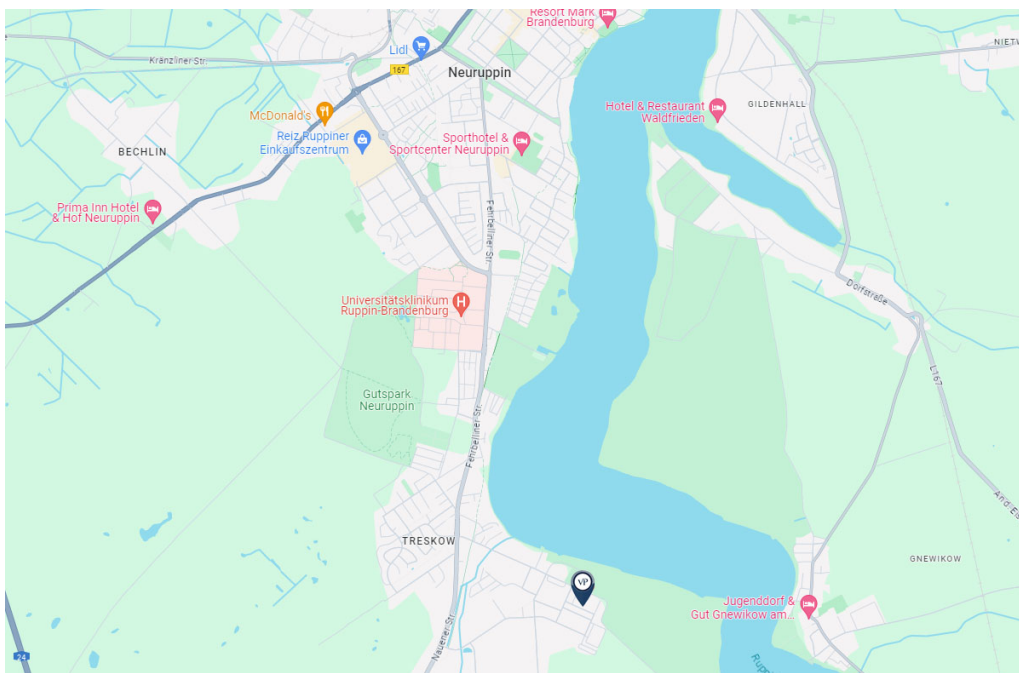 Resort Mark
Brandenburg
NIETW
Kränzliner Str.
Lidl
167
Neuruppin
GILDENHALL
Hotel & Restaurant
Waldfrieden
McDonald's
Reiz Ruppiner
Einkaufszentrum
Sporthotel &
Sportcenter Neuruppin
BECHLIN
Prima Inn Hotel
& Hof Neuruppin
Fehrbelliner Str.
Universitätsklinikum
Ruppin-Brandenburg
H
Dorfstraße
L167
Gutspark
Neuruppin
Fehrbelliner Str.
TRESKOW
GNEWIKOW
VP
Jugenddorf &
Gut Gnewikow am...
Nauener Str.
24